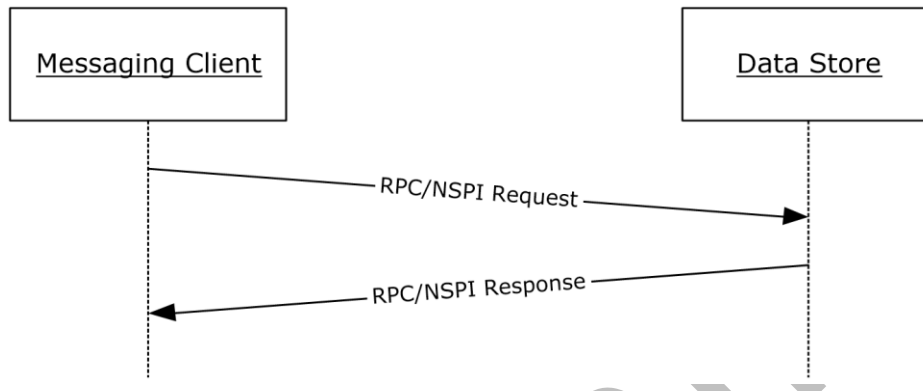 Messaging Client
Data Store
RPC/NSPI Request
RPC/NSPI Response